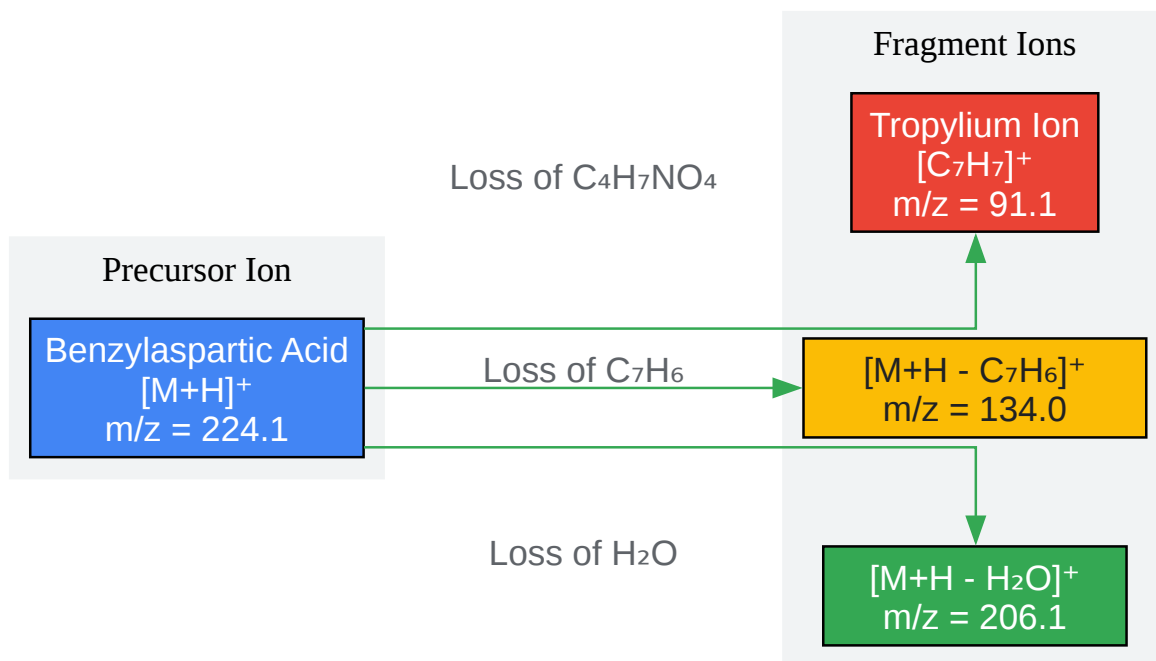 Fragment Ions
Tropylium Ion
[C₇H₇]⁺
m/z = 91.1
Loss of C₄H₇NO₄
Precursor Ion
Benzylaspartic Acid
[M+H]⁺
m/z = 224.1
Loss of C₇H₆
[M+H - C₇H₆]⁺
m/z = 134.0
Loss of H₂O
[M+H - H₂O]⁺
m/z = 206.1